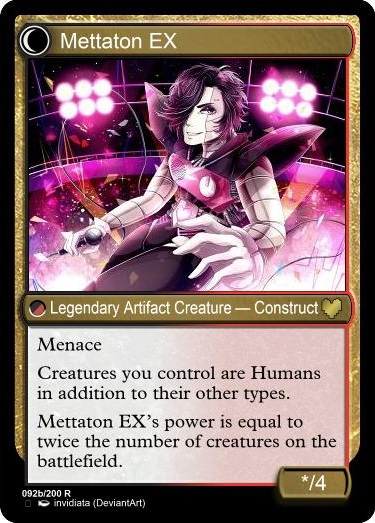 Mettaton EX
Legendary Artifact Creature — Construct
Menace
Creatures you control are Humans
in addition to their other types.
Mettaton EX's power is equal to
twice the number of creatures on the
battlefield.
*/4
092b/200 R
invidiata (DeviantArt)